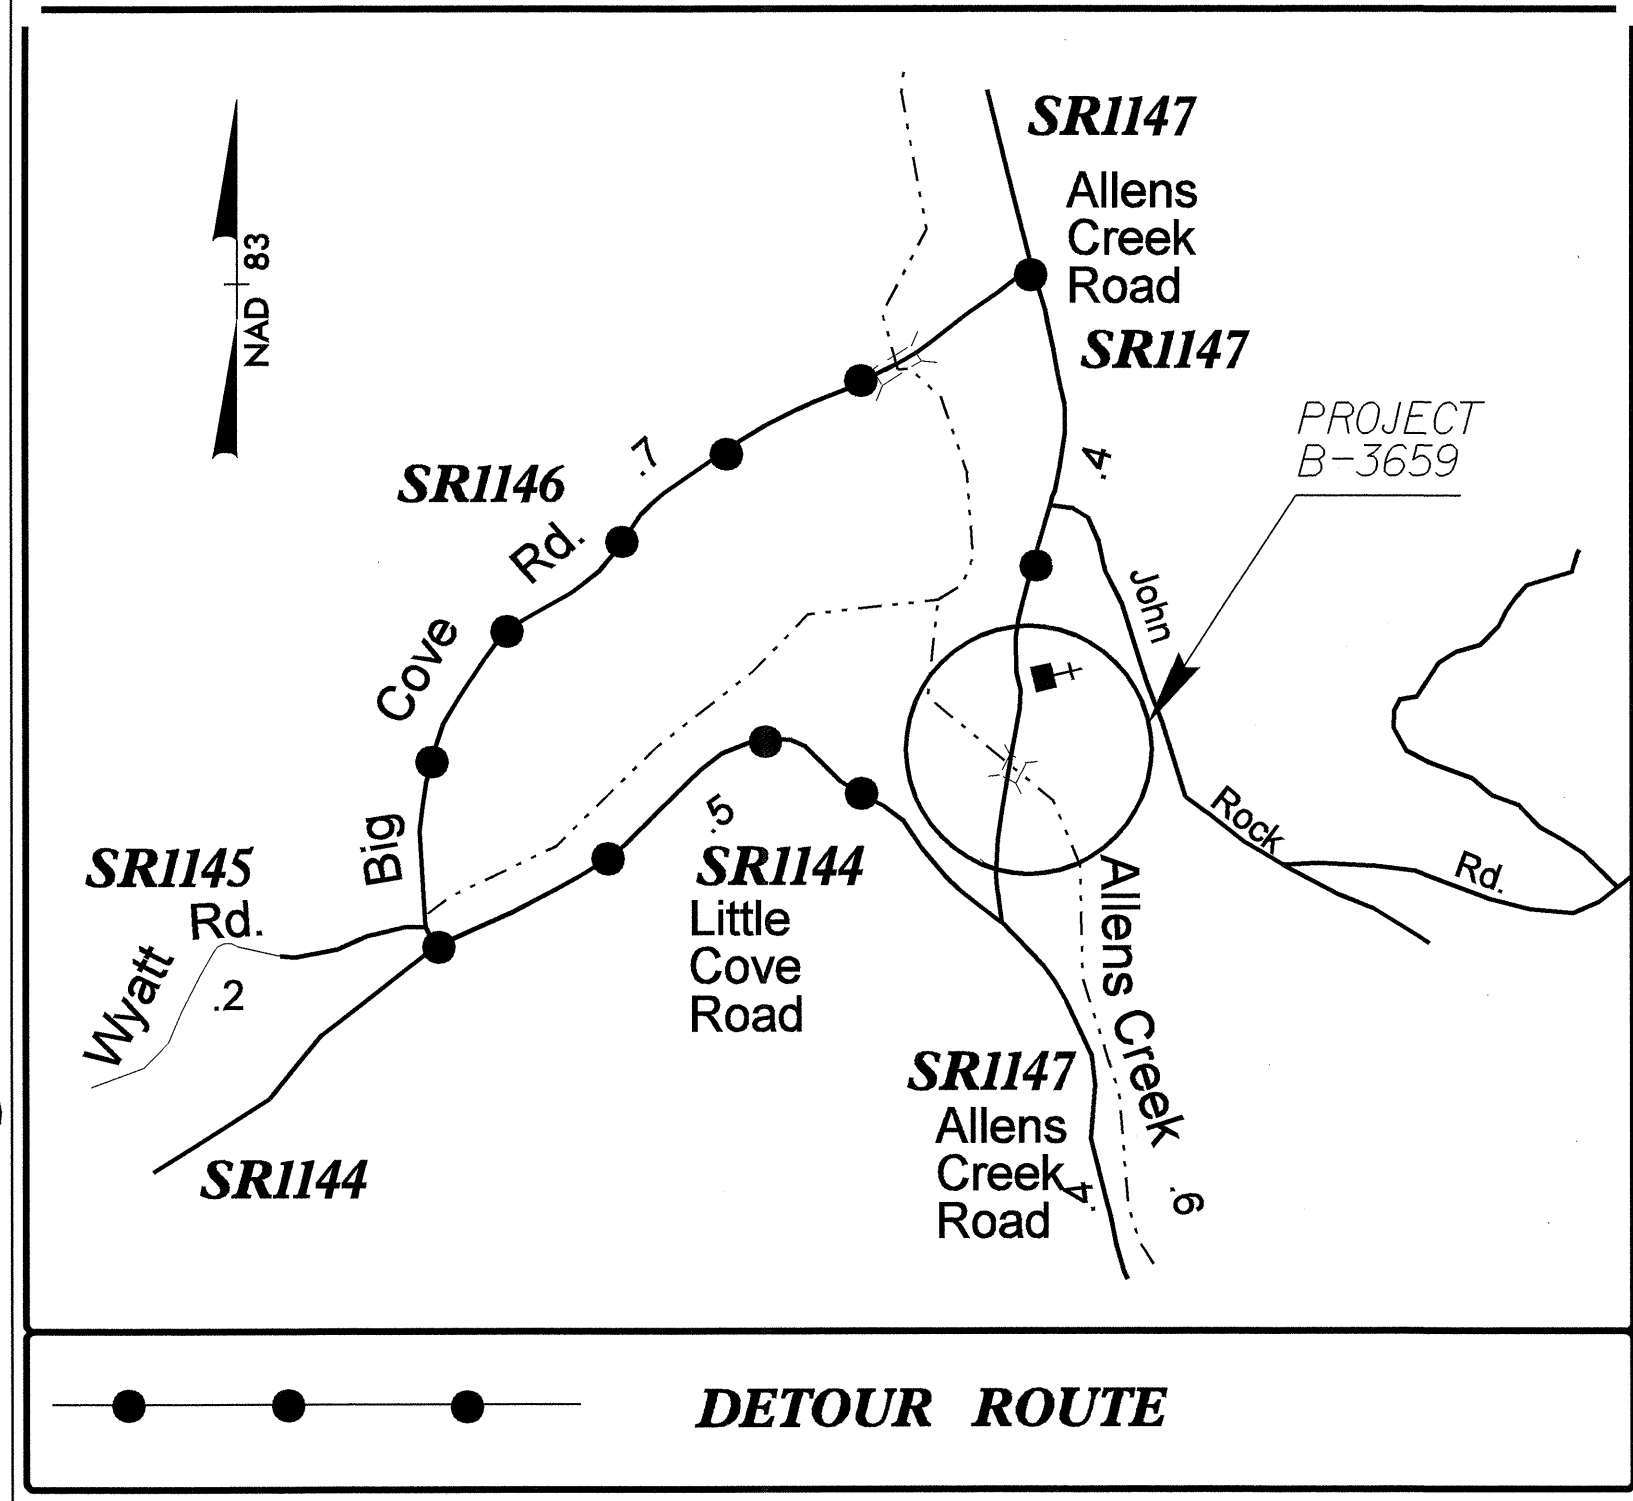 SR1147
Allens
Creek
Road
SR1147
NAD 83
PROJECT
B-3659
.4
.7
SR1146
Big Cove Rd.
John Rock Rd.
.5
SR1144
Little
Cove
Road
SR1145
Wyatt Rd.
.2
Allens Creek
SR1147
Allens
Creek
Road
.4
.6
SR1144
DETOUR ROUTE